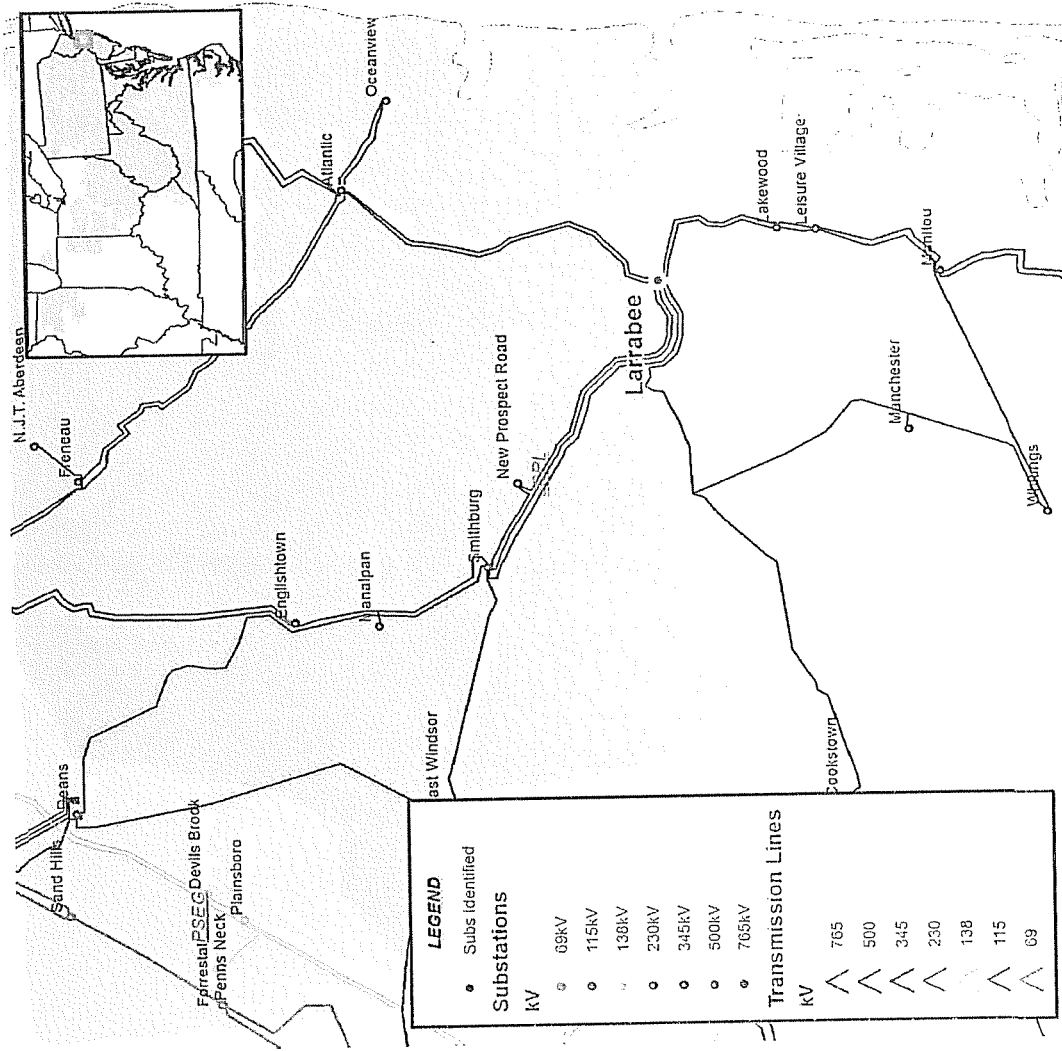 Oceanview
Atlantic
N.J.T. Aberdeen
Freneau
Lakewood
Leisure Village
Larrabee
New Prospect Road
Manchester
Smithburg
Englishtown
Manalpan
Cookstown
Sand Hills
Devils Brook
PSEG
Forrestal
Plainsboro
Penns Neck
LEGEND
Subs Identified
Substations
kV
69kV
115kV
138kV
230kV
345kV
500kV
765kV
Transmission Lines
kV
765
500
345
230
138
115
69